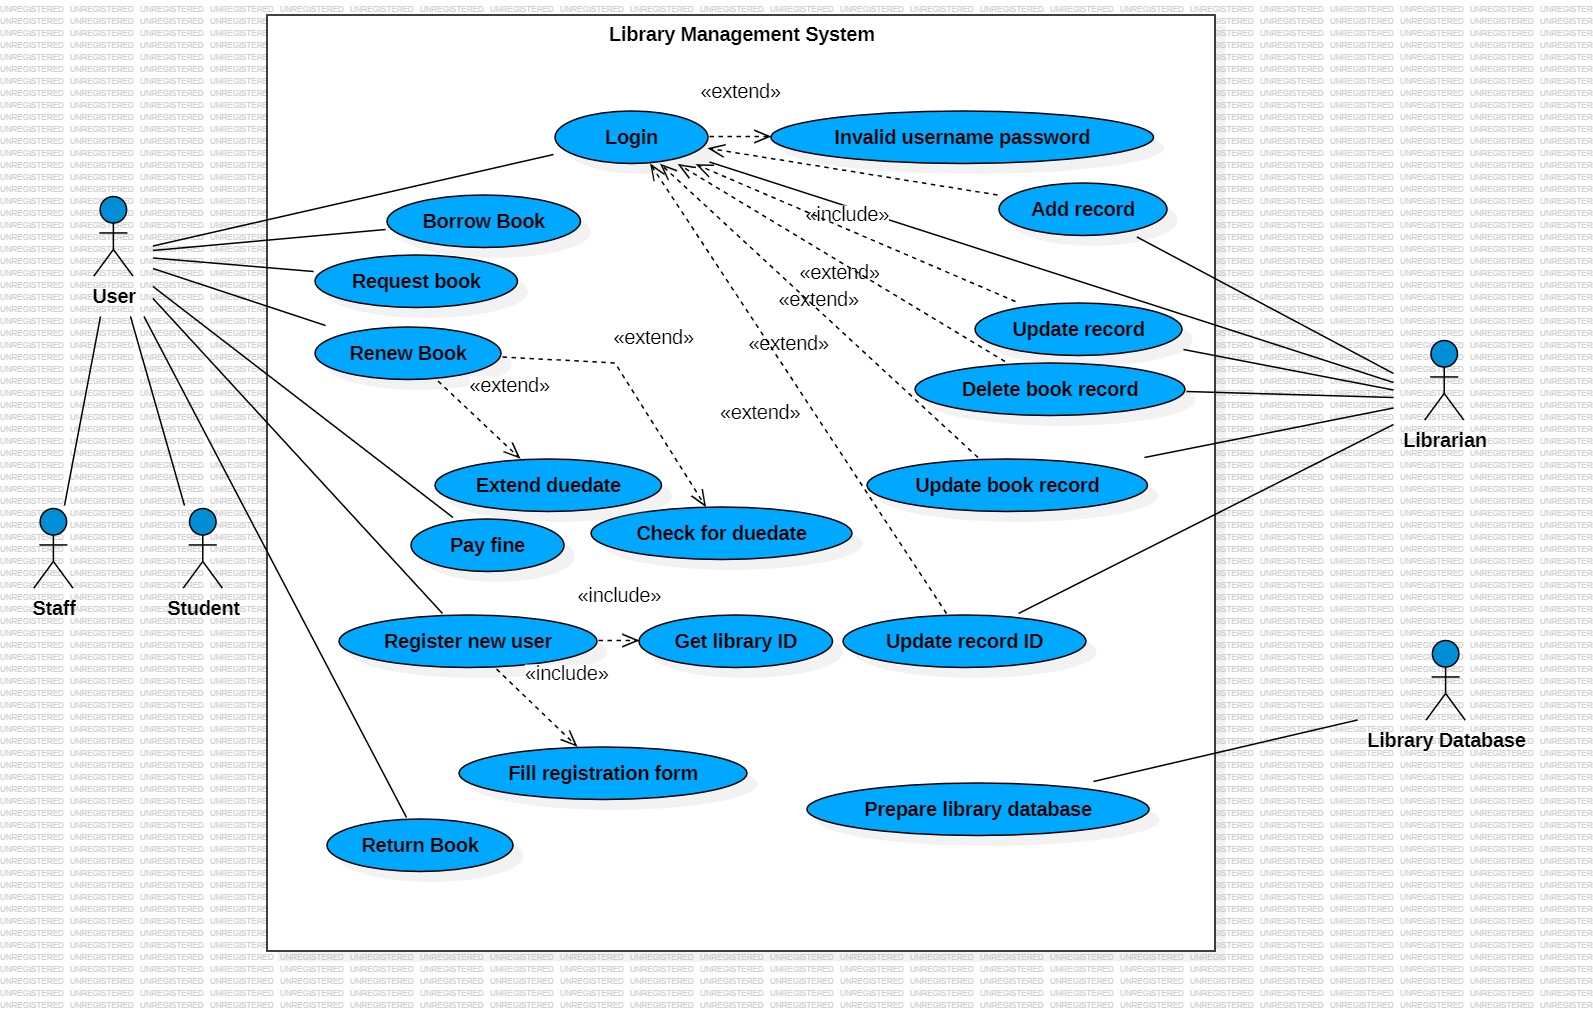 Library Management System
«extend»
Login
Invalid username password
Add record
«include»
Borrow Book
Request book
«extend»
«extend»
User
Update record
«extend»
«extend»
Renew Book
«extend»
Delete book record
«extend»
Librarian
Extend duedate
Update book record
Check for duedate
Pay fine
«include»
Staff
Student
Register new user
Get library ID
Update record ID
«include»
Library Database
Fill registration form
Prepare library database
Return Book
UNREGISTERED